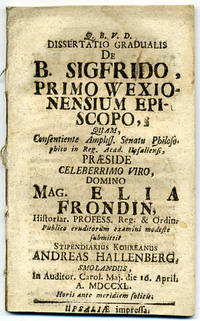 Q. B. V. D.
DISSERTATIO GRADUALIS
DE
B. SIGFRIDO,
PRIMO WEXIO-
NENSIUM EPI-
SCOPO,
QUAM,
Consentiente Ampliss. Senatu Philoso-
phico in Reg. Acad. Upsaliensi,
PRÆSIDE
CELEBERRIMO VIRO,
DOMINO
MAG. ELIA
FRONDIN,
Historiar. PROFESS. Reg. & Ordin.
Publico eruditorum examini modeste
submittit
STIPENDIARIUS KOHREANUS
ANDREAS HALLENBERG,
SMOLANDUS,
In Auditor. Carol. Maj. die 16. April.
A. MDCCXL.
Horis ante meridiem solitis.
UPSALIÆ impressa.